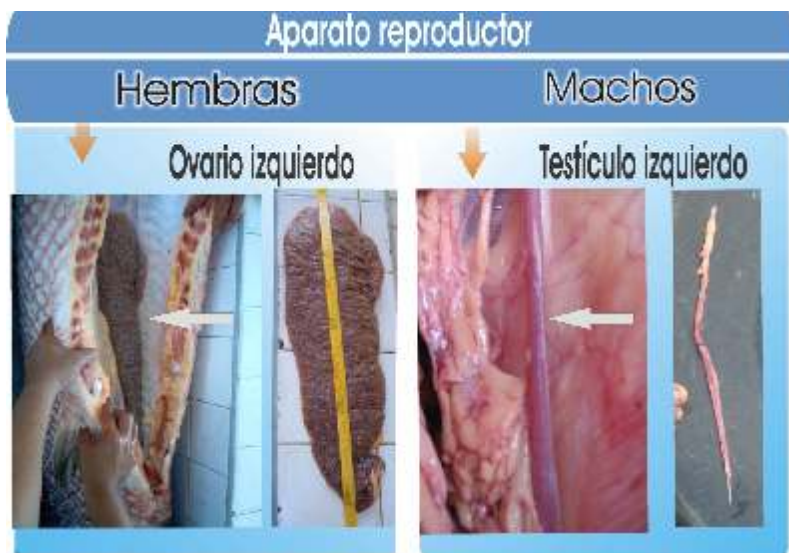 Aparato reproductor
Hembras
Machos
Ovario izquierdo
Testículo izquierdo